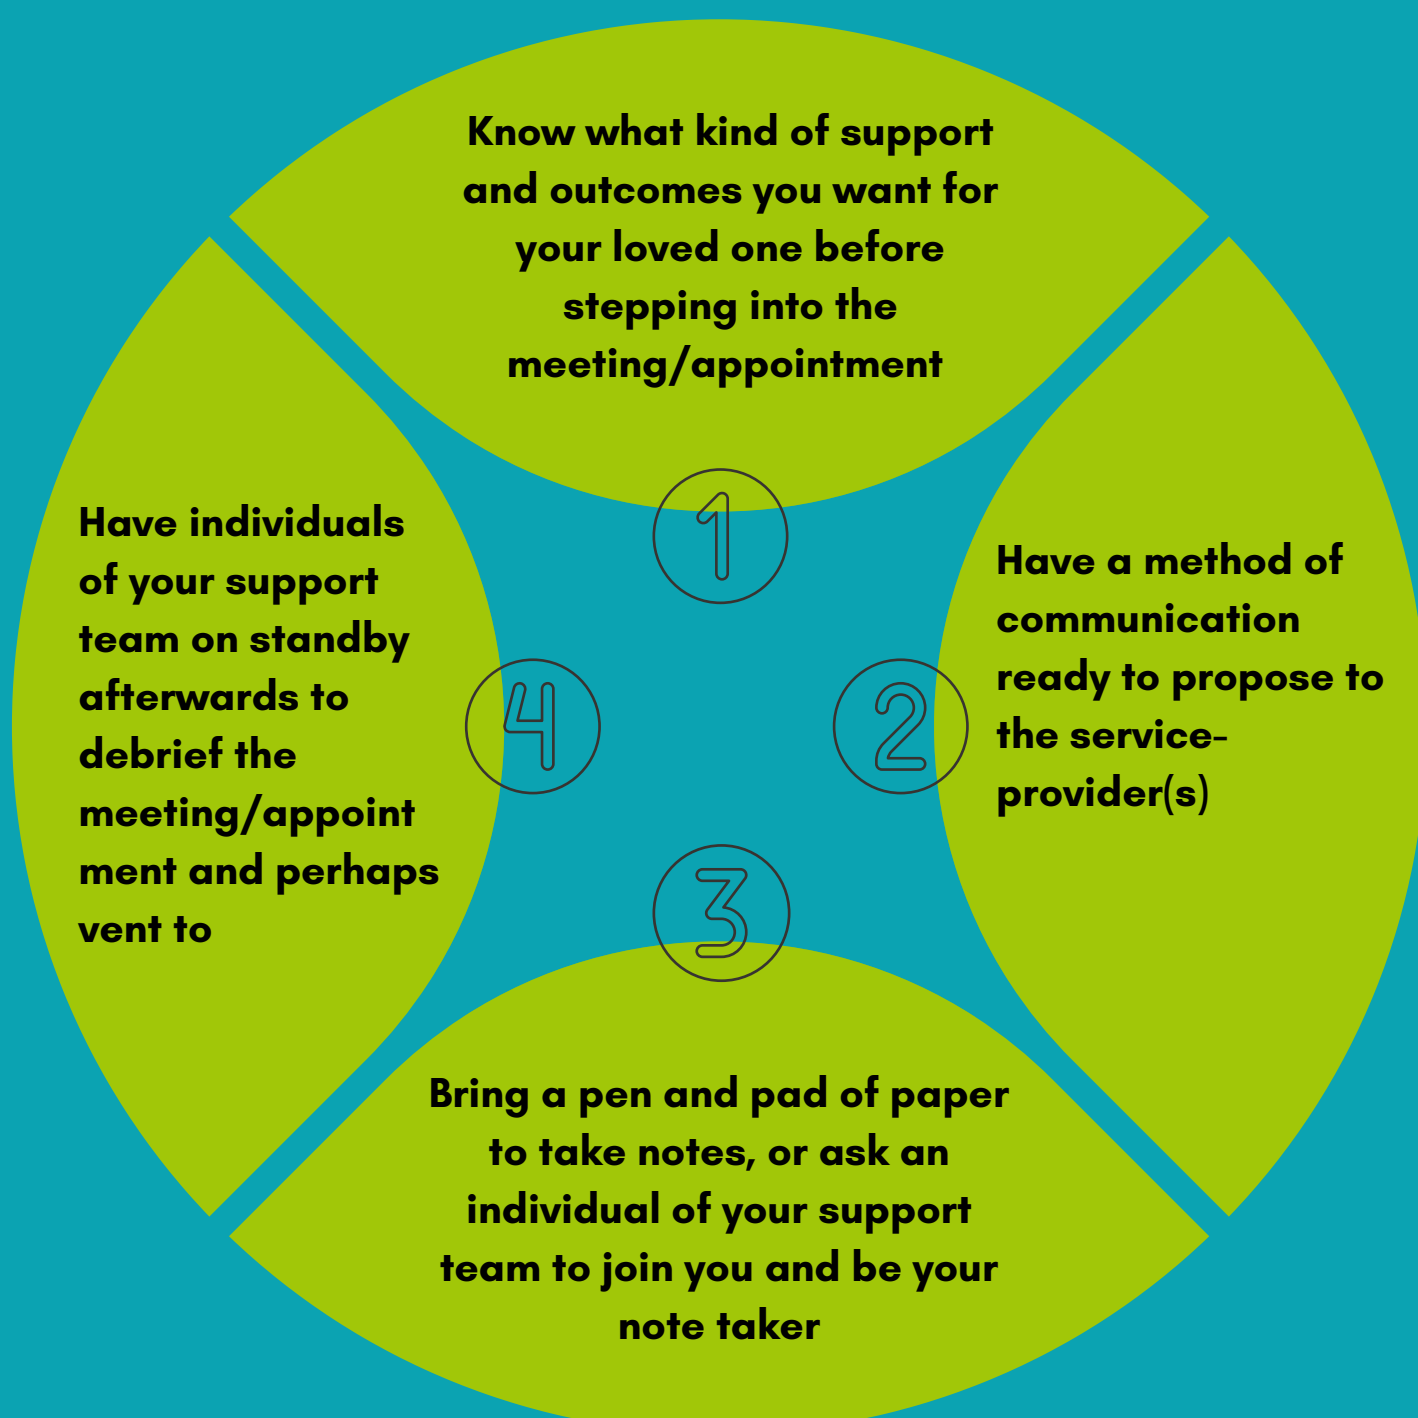 Know what kind of support
and outcomes you want for
your loved one before
stepping into the
meeting/appointment
1
Have a method of
communication
ready to propose to
the service-
provider(s)
2
3
Bring a pen and pad of paper
to take notes, or ask an
individual of your support
team to join you and be your
note taker
4
Have individuals
of your support
team on standby
afterwards to
debrief the
meeting/appoint
ment and perhaps
vent to